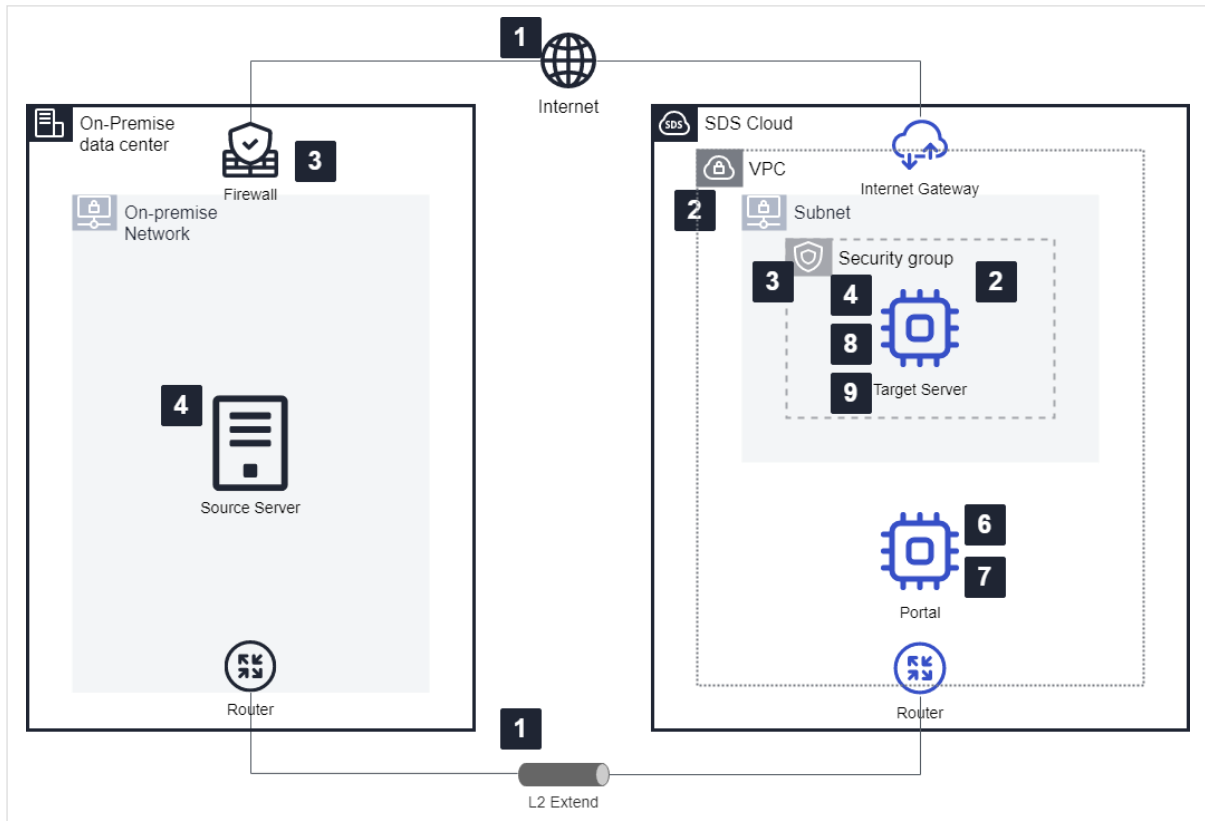 1
Internet
On-Premise
data center
3
Firewall
On-premise
Network
4
Source Server
Router
SDS
SDS Cloud
VPC
Internet Gateway
2
Subnet
Security group
3
4
2
8
9
Target Server
6
7
Portal
Router
1
L2 Extend